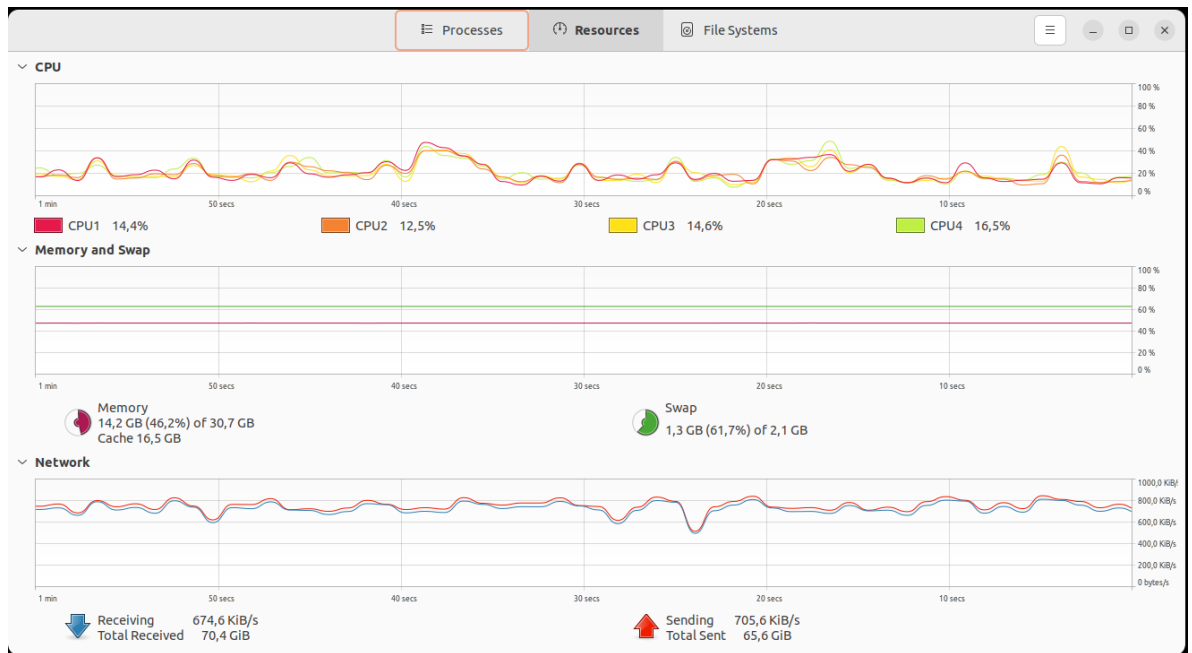 Processes Resources File Systems
CPU
100 %
80 %
60 %
40 %
20 %
0 %
1 min 50 secs 40 secs 30 secs 20 secs 10 secs
CPU1 14,4% CPU2 12,5% CPU3 14,6% CPU4 16,5%
Memory and Swap
100 %
80 %
60 %
40 %
20 %
0 %
1 min 50 secs 40 secs 30 secs 20 secs 10 secs
Memory
14,2 GB (46,2%) of 30,7 GB
Cache 16,5 GB
Swap
1,3 GB (61,7%) of 2,1 GB
Network
1000,0 KiB/s
800,0 KiB/s
600,0 KiB/s
400,0 KiB/s
200,0 KiB/s
0 bytes/s
1 min 50 secs 40 secs 30 secs 20 secs 10 secs
Receiving 674,6 KiB/s
Total Received 70,4 GiB
Sending 705,6 KiB/s
Total Sent 65,6 GiB